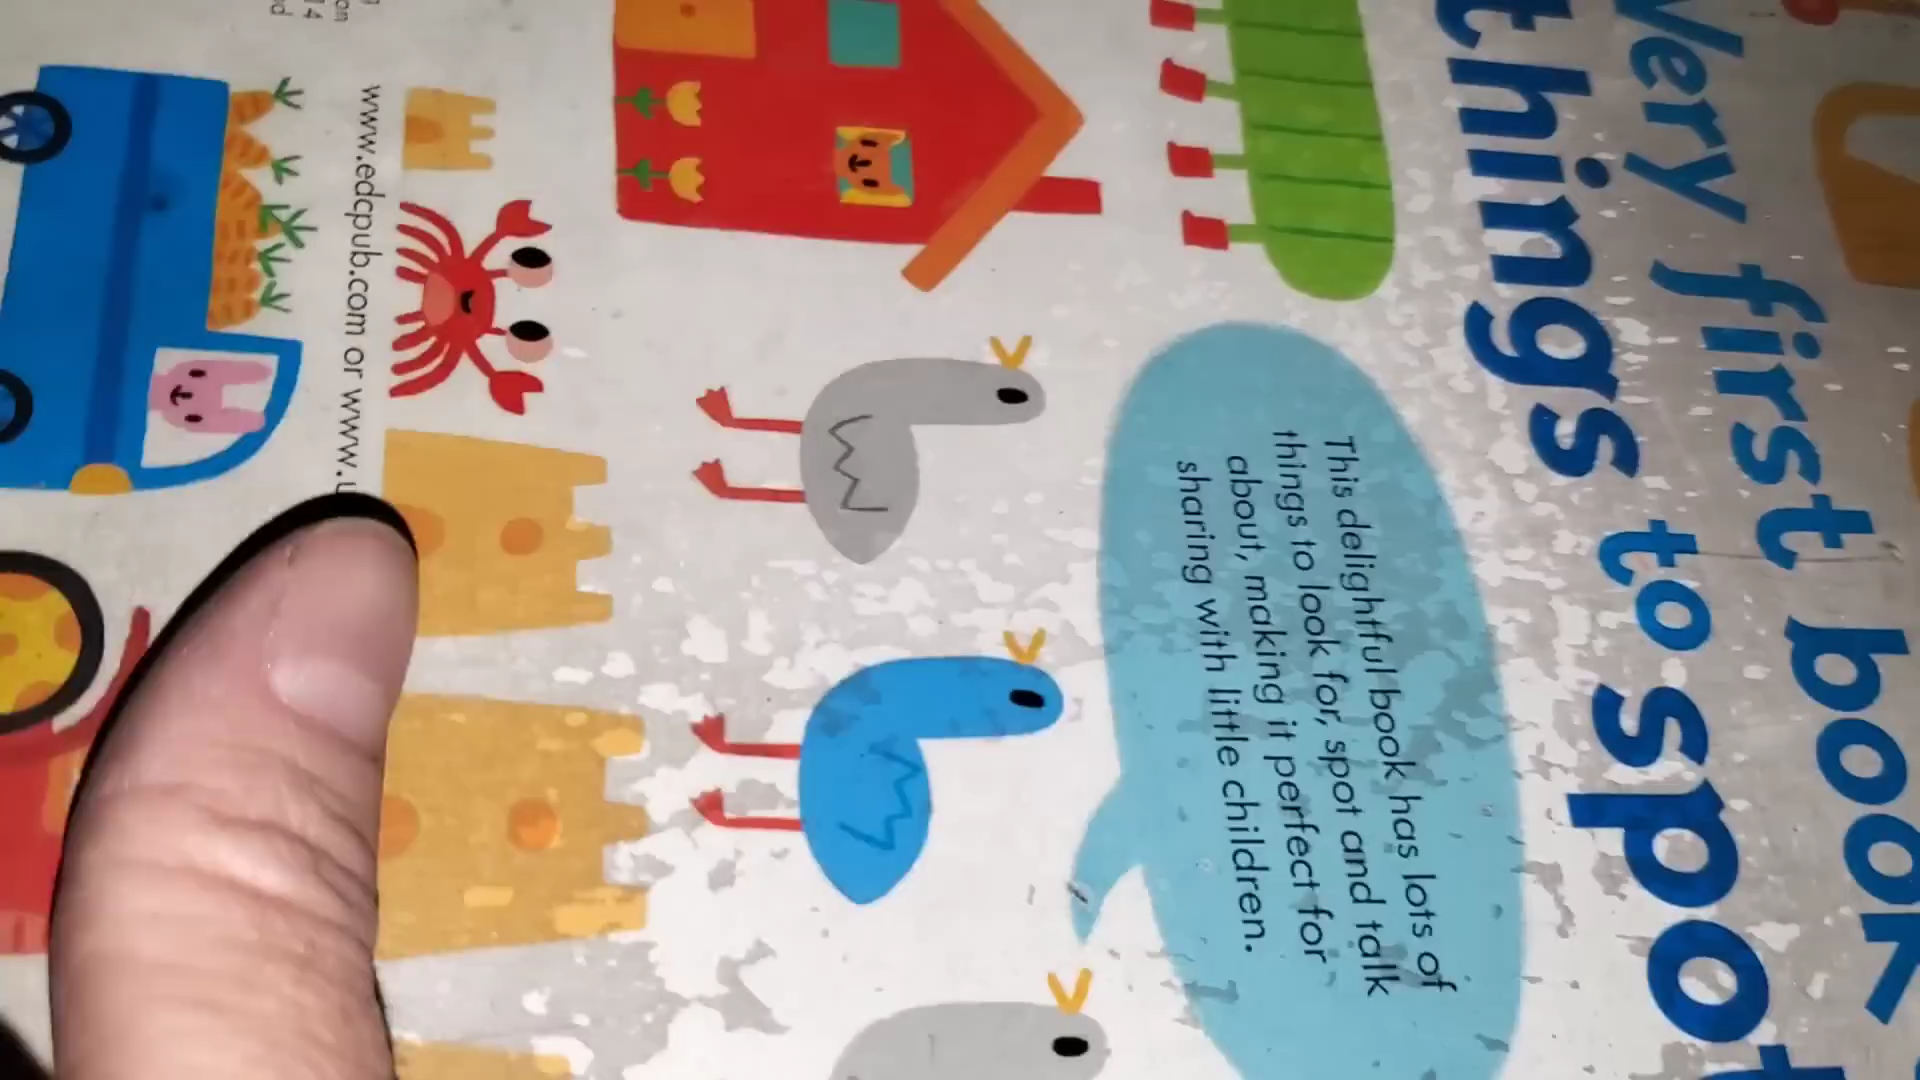 Very first book
things to spot
This delightful book has lots of
things to look for, spot and talk
about, making it perfect for
sharing with little children.
www.edcpub.com or www.u
14